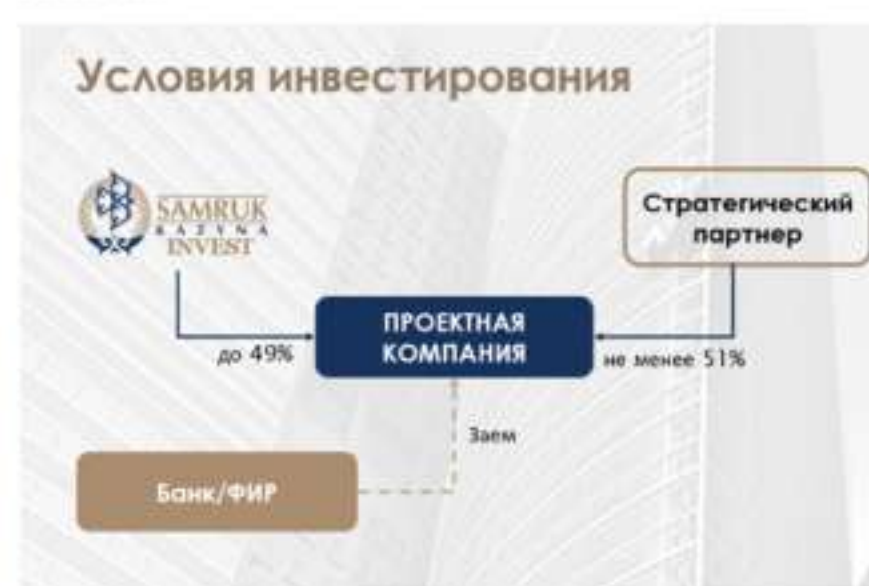 Условия инвестирования
SAMRUK
KAZYNA
INVEST
Стратегический
партнер
ПРОЕКТНАЯ
КОМПАНИЯ
до 49%
не менее 51%
Заем
Банк/ФИР